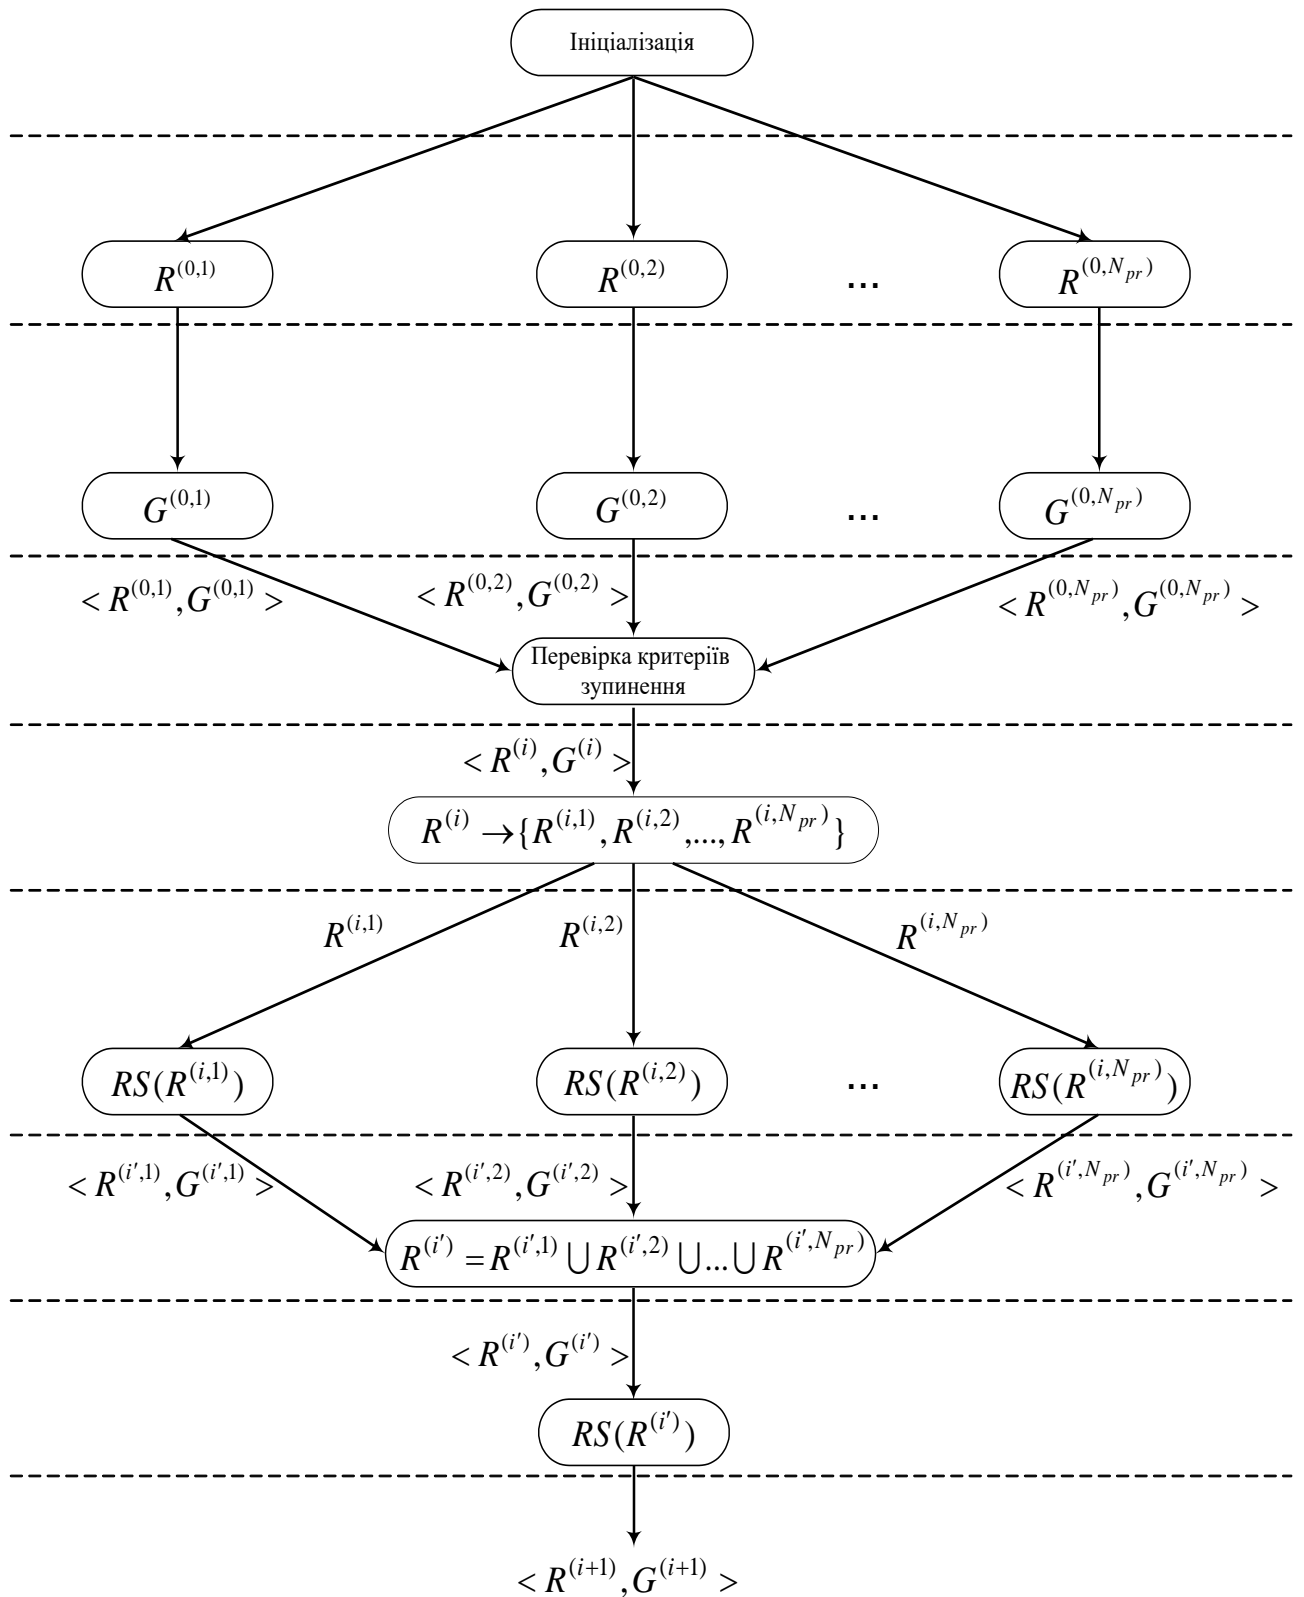 Ініціалізація
R^(0,1) R^(0,2) ... R^(0,N_pr)
G^(0,1) G^(0,2) ... G^(0,N_pr)
<R^(0,1), G^(0,1)> <R^(0,2), G^(0,2)> <R^(0,N_pr), G^(0,N_pr)>
Перевірка критеріїв
зупинення
<R^(i), G^(i)>
R^(i) → {R^(i,1), R^(i,2),..., R^(i,N_pr)}
R^(i,1) R^(i,2) R^(i,N_pr)
RS(R^(i,1)) RS(R^(i,2)) ... RS(R^(i,N_pr))
<R^(i′,1), G^(i′,1)> <R^(i′,2), G^(i′,2)> <R^(i′,N_pr), G^(i′,N_pr)>
R^(i′) = R^(i′,1) ⋃ R^(i′,2) ⋃...⋃ R^(i′,N_pr)
<R^(i′), G^(i′)>
RS(R^(i′))
<R^(i+1), G^(i+1)>